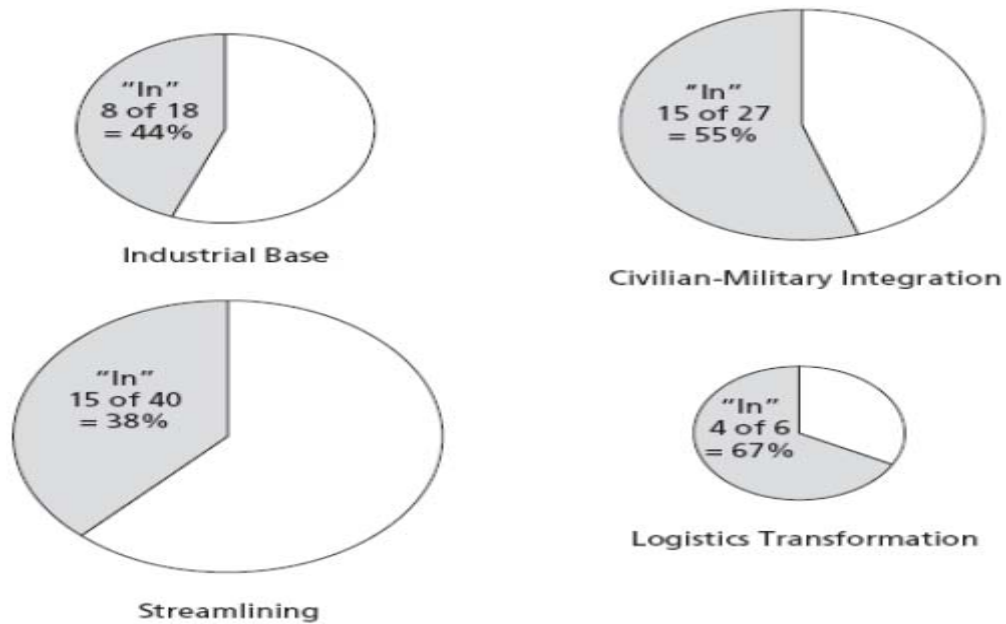 “In”
8 of 18
= 44%
Industrial Base
“In”
15 of 27
= 55%
Civilian-Military Integration
“In”
15 of 40
= 38%
Streamlining
“In”
4 of 6
= 67%
Logistics Transformation